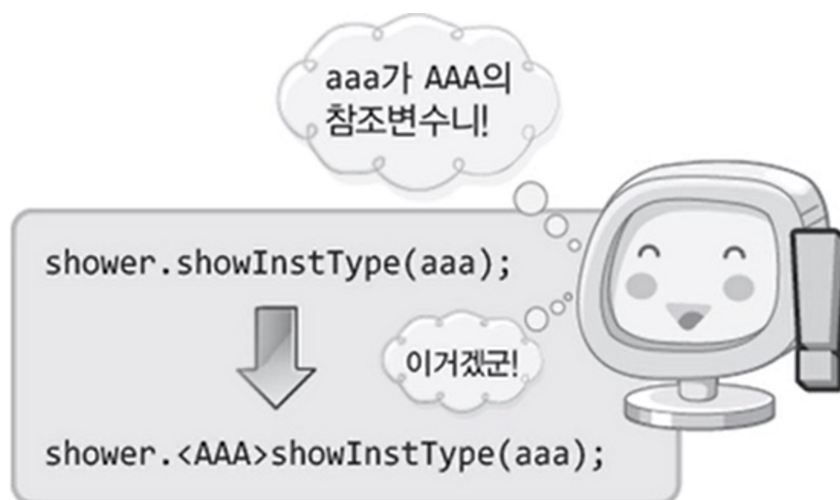 aaa가 AAA의
참조변수니!
shower.showInstType(aaa);
이거겠군!
shower.<AAA>showInstType(aaa);